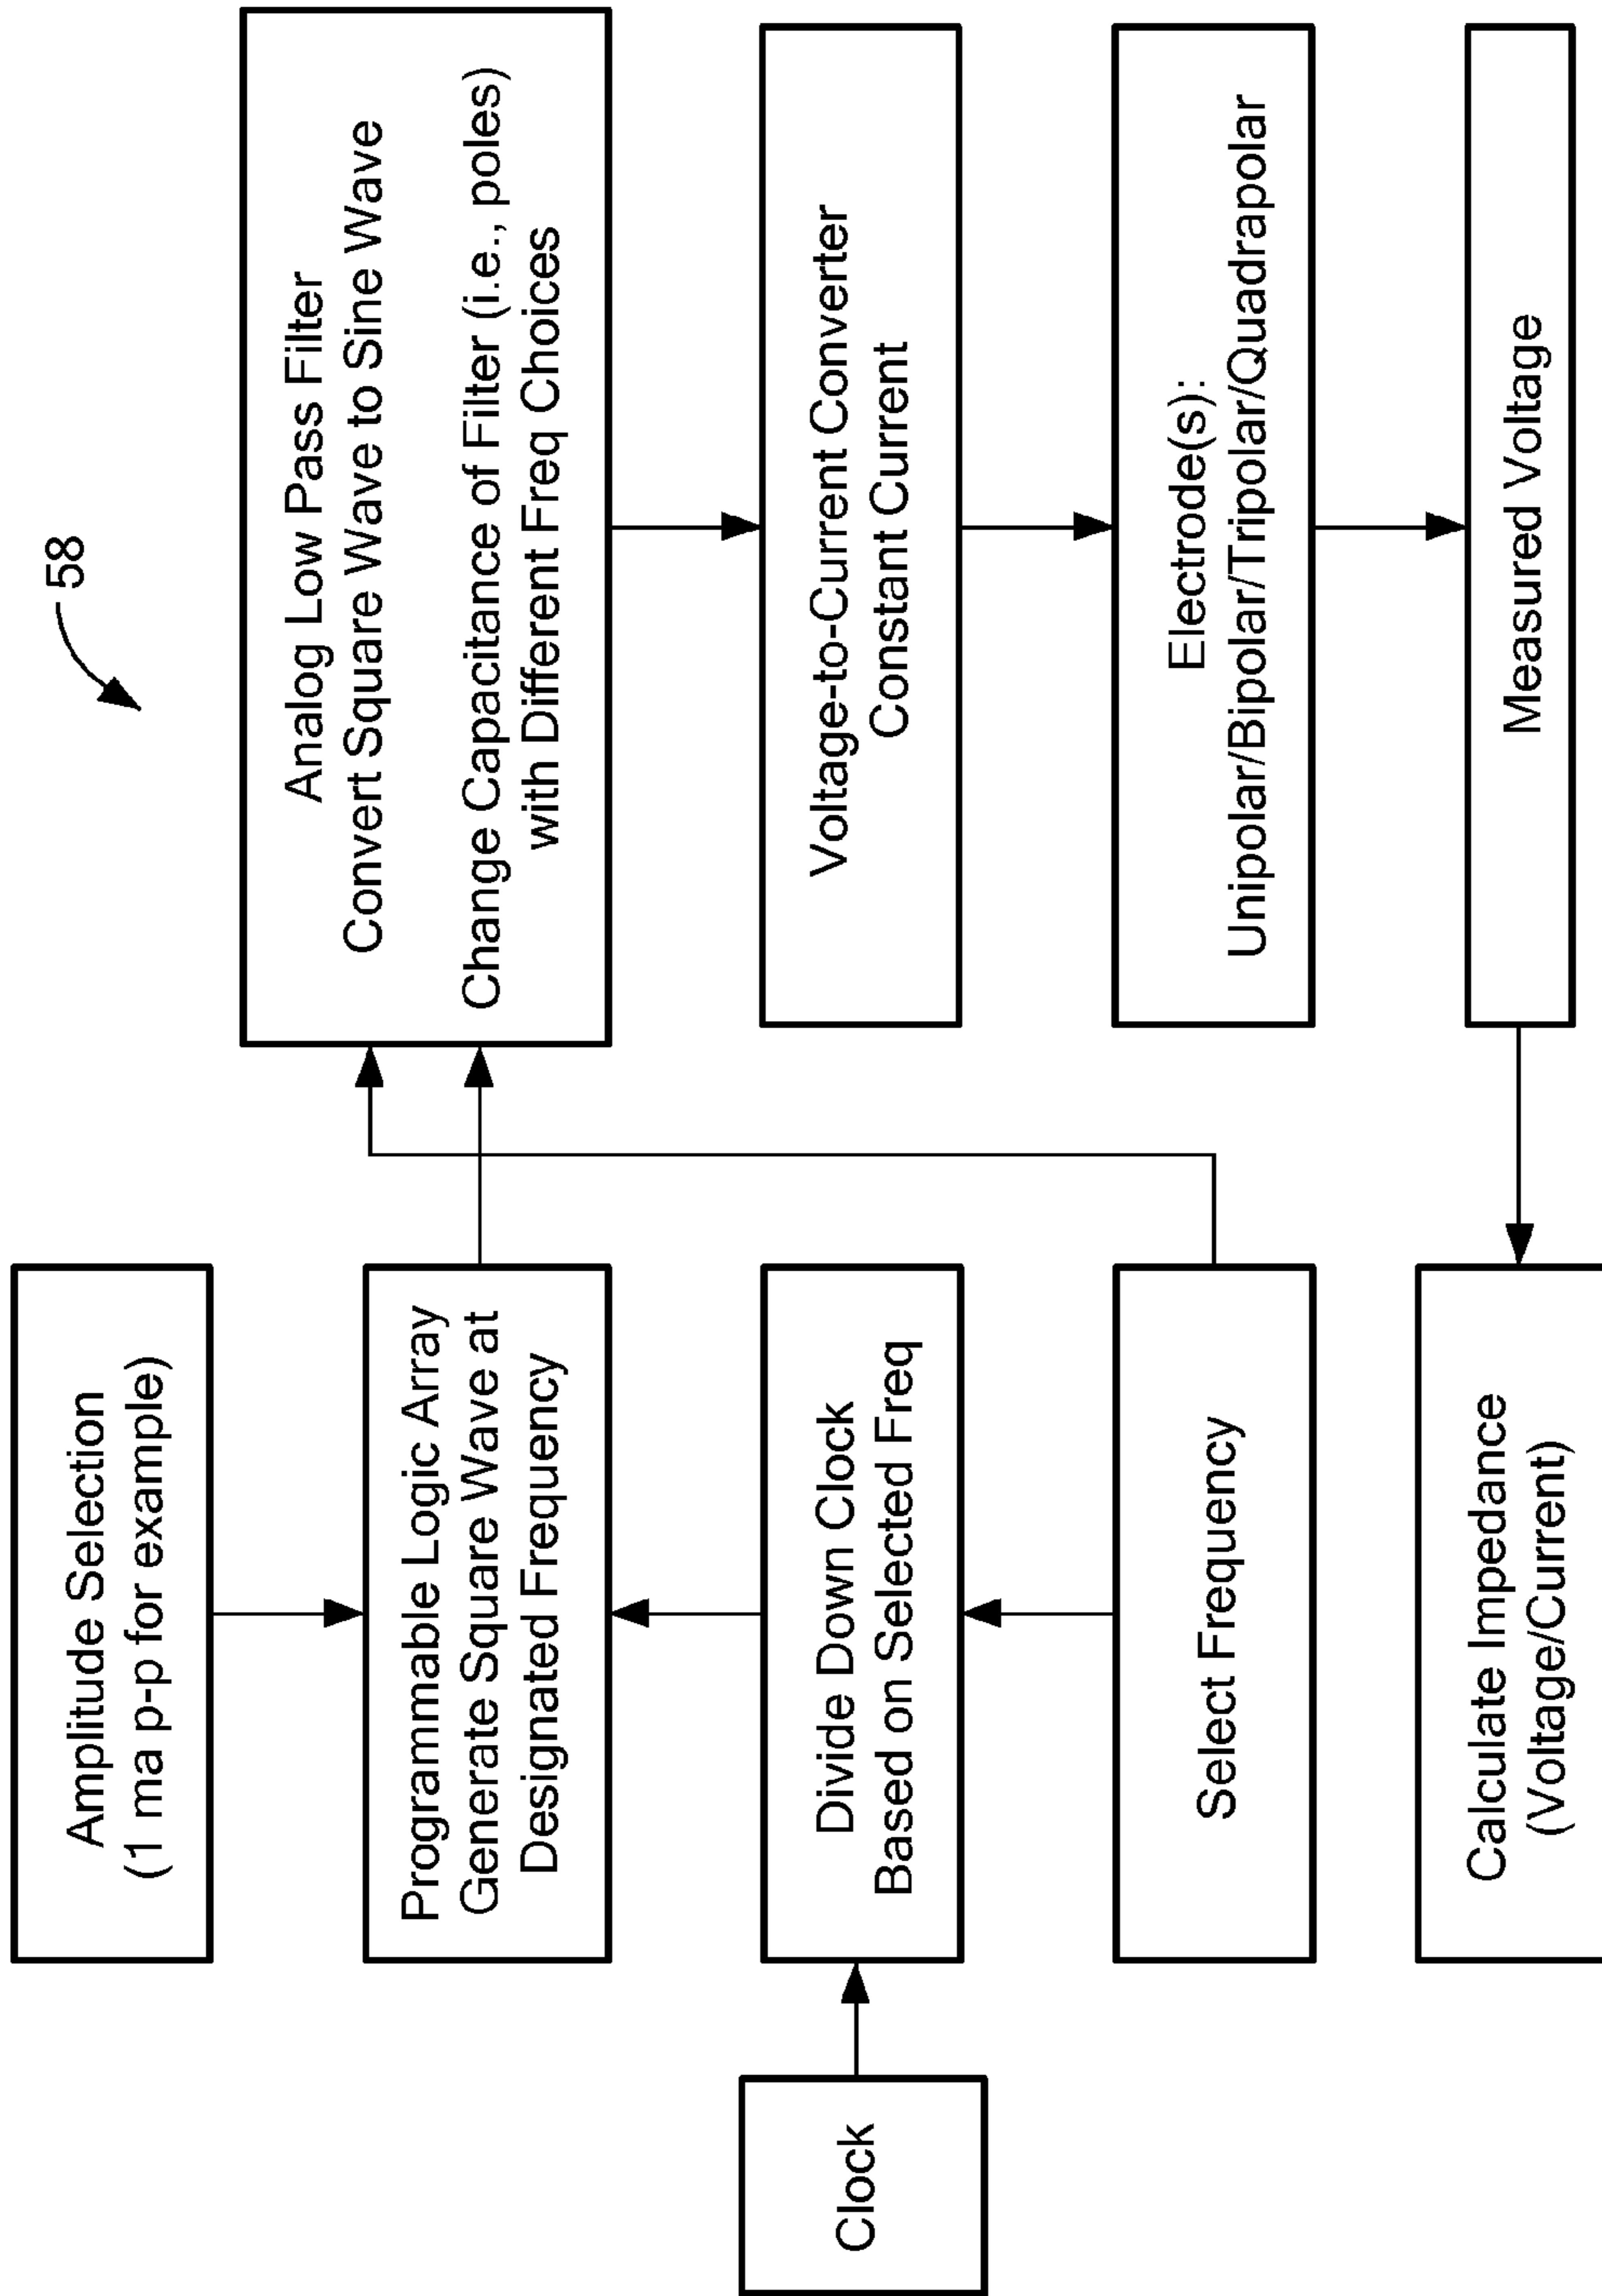 58
Amplitude Selection
(1 ma p-p for example)
Programmable Logic Array
Generate Square Wave at
Designated Frequency
Clock
Divide Down Clock
Based on Selected Freq
Select Frequency
Calculate Impedance
(Voltage/Current)
Analog Low Pass Filter
Convert Square Wave to Sine Wave
Change Capacitance of Filter (i.e., poles)
with Different Freq Choices
Voltage-to-Current Converter
Constant Current
Electrode(s):
Unipolar/Bipolar/Tripolar/Quadrapolar
Measured Voltage